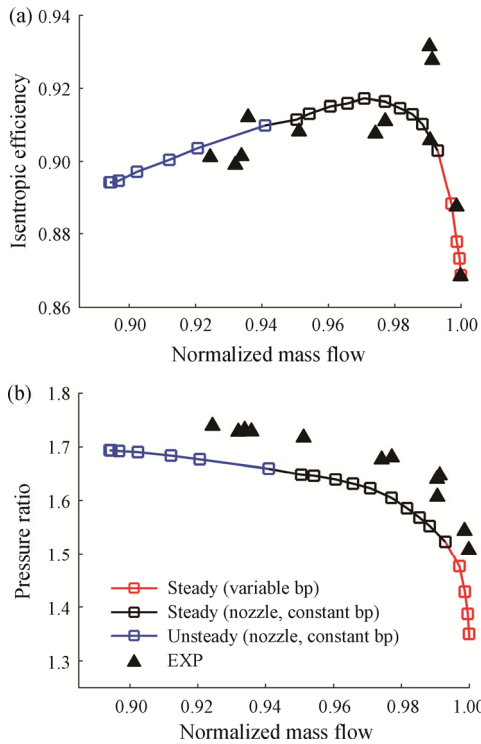 (a)
0.94
0.92
0.90
0.88
0.86
Isentropic efficiency
0.90 0.92 0.94 0.96 0.98 1.00
Normalized mass flow
(b)
1.8
1.7
1.6
1.5
1.4
1.3
Pressure ratio
Steady (variable bp)
Steady (nozzle, constant bp)
Unsteady (nozzle, constant bp)
EXP
0.90 0.92 0.94 0.96 0.98 1.00
Normalized mass flow